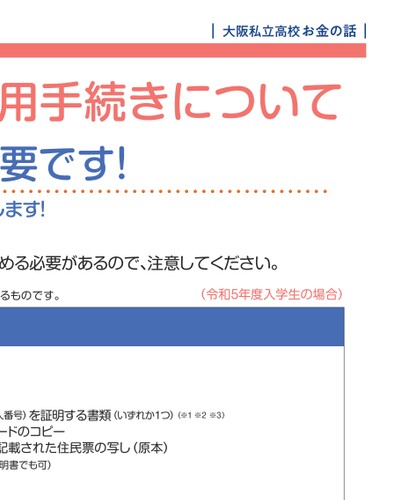 大阪私立高校 お金の話
用手続きについて
要です!
します!
める必要があるので、注意してください。
るものです。
(令和5年度入学生の場合)
人番号)を証明する書類(いずれか1つ)(※1 ※2 ※3)
ードのコピー
記載された住民票の写し(原本)
明書でも可)